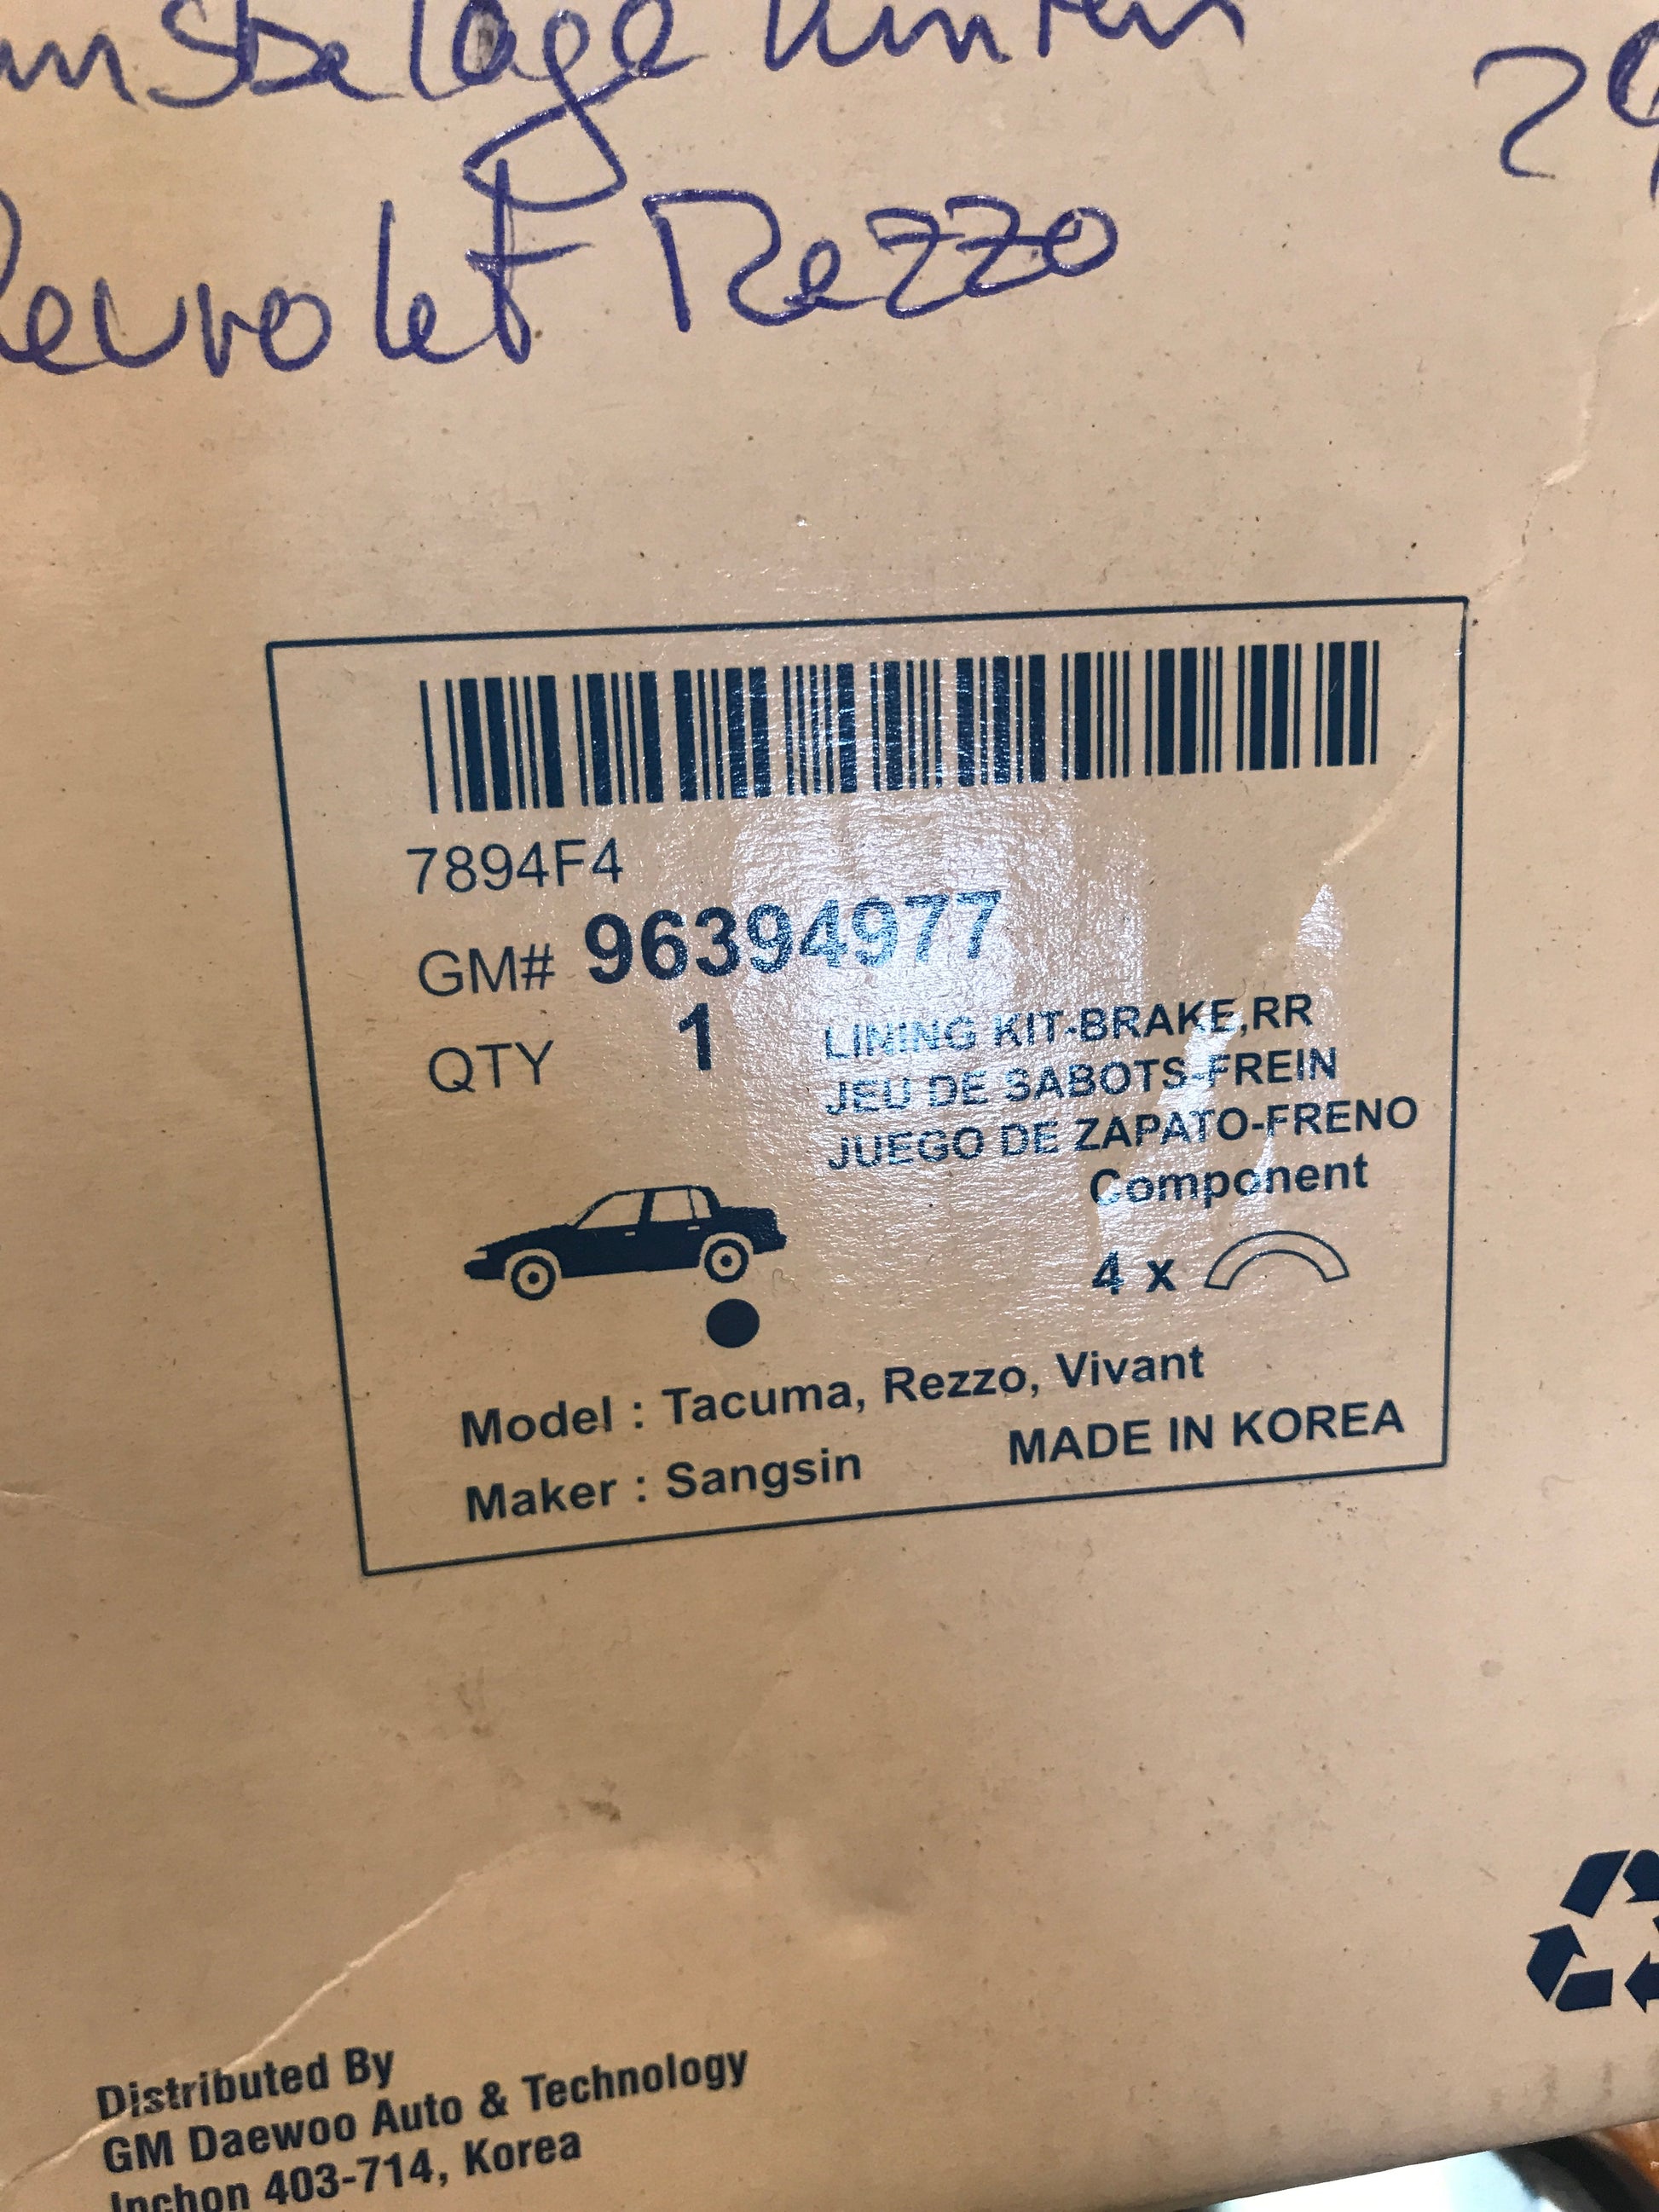 hinten
Rezzo
7894F4
GM# 96394977
QTY 1
LINING KIT-BRAKE,RR
JEU DE SABOTS-FREIN
JUEGO DE ZAPATO-FRENO
Component
4 x
Model : Tacuma, Rezzo, Vivant
Maker : Sangsin
MADE IN KOREA
Distributed By
GM Daewoo Auto & Technology
Inchon 403-714, Korea